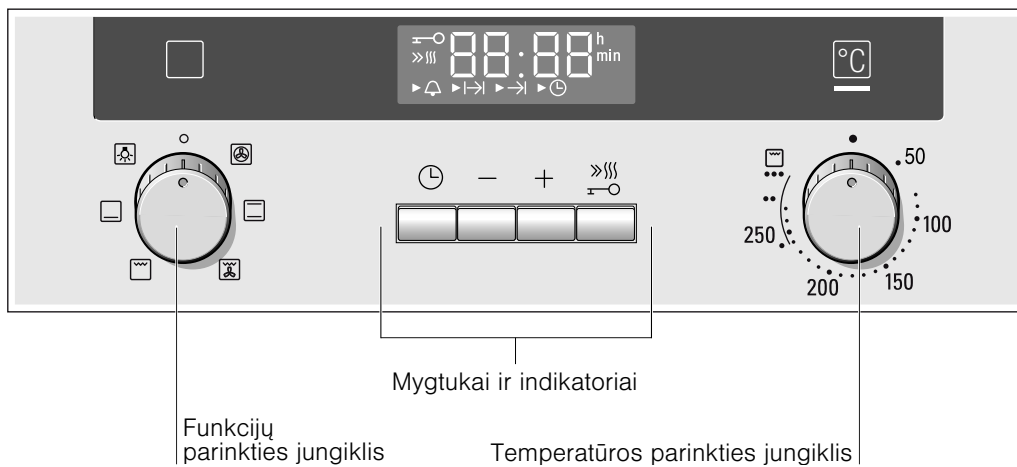 88:88 h
min
°C
50
100
150
200
250
Mygtukai ir indikatoriai
Funkcijų
parinkties jungiklis
Temperatūros parinkties jungiklis